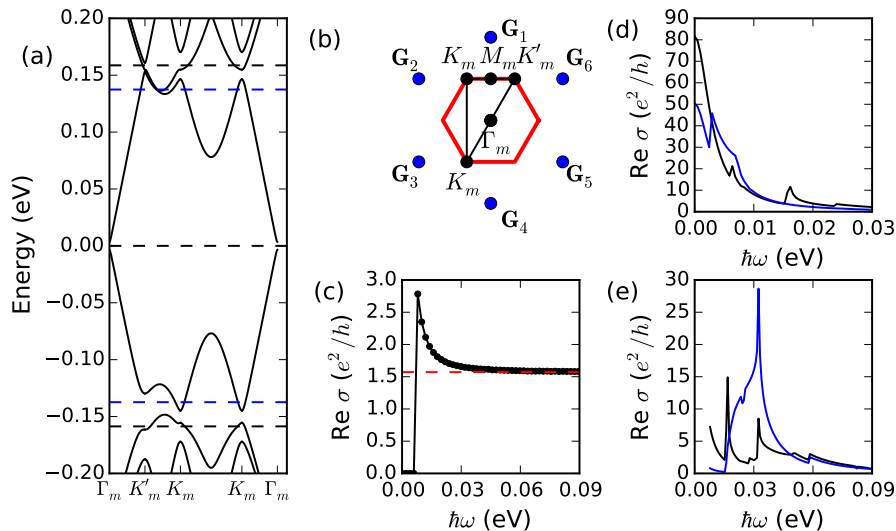 (a)
Energy (eV)
0.20
0.15
0.10
0.05
0.00
−0.05
−0.10
−0.15
−0.20
Γm K′m Km Km Γm
(b)
G1
G2 Km Mm K′m G6
Γm
G3 Km G5
G4
(c)
Re σ (e²/h)
3.0
2.5
2.0
1.5
1.0
0.5
0.0
0.00 0.03 0.06 0.09
ħω (eV)
(d)
Re σ (e²/h)
90
80
70
60
50
40
30
20
10
0
0.00 0.01 0.02 0.03
ħω (eV)
(e)
Re σ (e²/h)
30
25
20
15
10
5
0
0.00 0.03 0.06 0.09
ħω (eV)